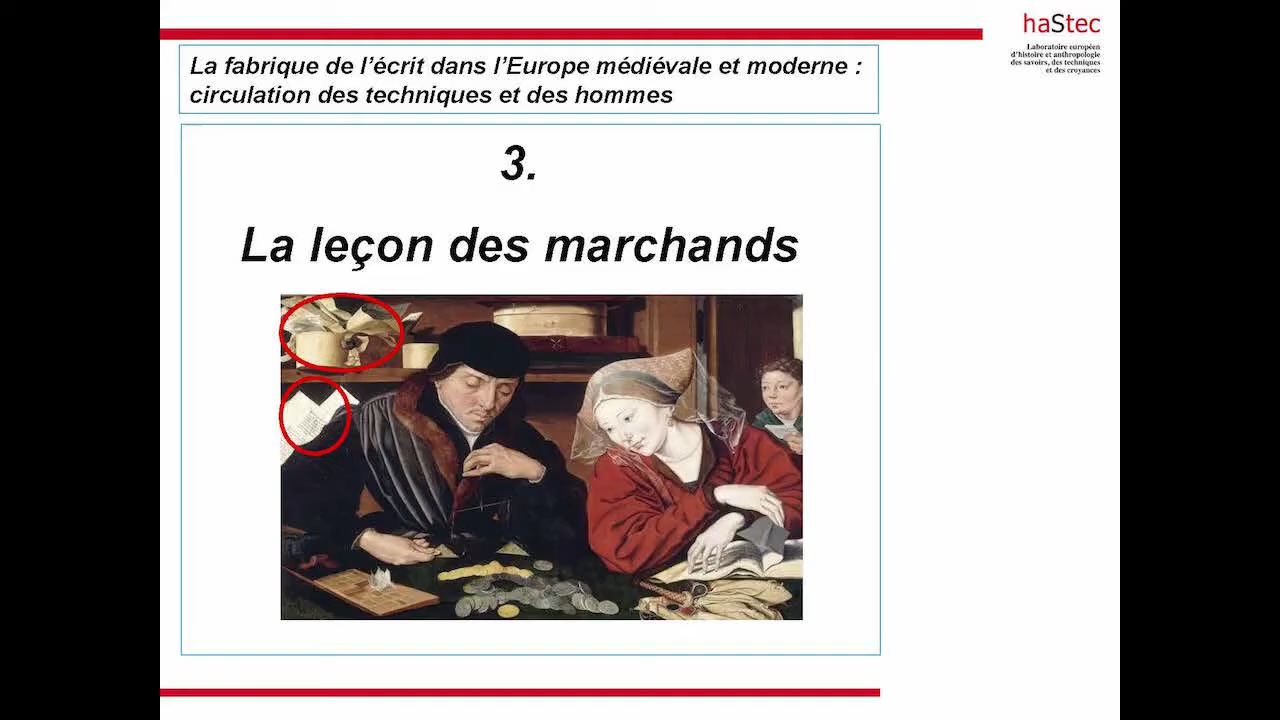 haStec
Laboratoire européen
d'histoire et anthropologie
des savoirs, des techniques
et des croyances
La fabrique de l'écrit dans l'Europe médiévale et moderne :
circulation des techniques et des hommes
3.
La leçon des marchands